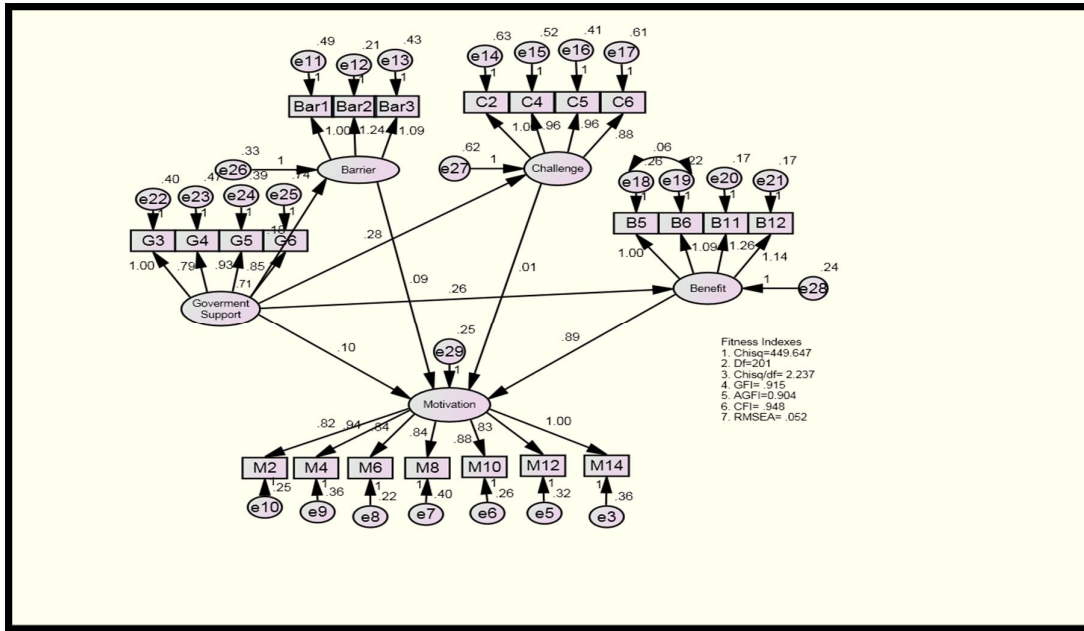 .49 .21 .43
e11 e12 e13
1 1 1
Bar1 Bar2 Bar3
1.00 1.24 1.09
.33
e26 1 Barrier
.63 .52 .41 .61
e14 e15 e16 e17
1 1 1 1
C2 C4 C5 C6
.96 .96 .88
.62
e27 1 Challenge
.40 .47 .39 .74
e22 e23 e24 e25
1 1 1 1
G3 G4 G5 G6
1.00 .79 .93 .85
.71
Goverment
Support
.06
.26 .22 .17 .17
e18 e19 e20 e21
1 1 1 1
B5 B6 B11 B12
1.00 1.09 1.26 1.14
Benefit 1 e28
.24
.28
.26
.09
.01
.10
.89
.25
e29
1
Motivation
.82 .94 .84 .84 .88 .83 1.00
M2 M4 M6 M8 M10 M12 M14
1 1 1 1 1 1 1
.25 .36 .22 .40 .26 .32 .36
e10 e9 e8 e7 e6 e5 e3
Fitness Indexes
1. Chisq=449.647
2. Df=201
3. Chisq/df= 2.237
4. GFI= .915
5. AGFI=0.904
6. CFI= .948
7. RMSEA= .052